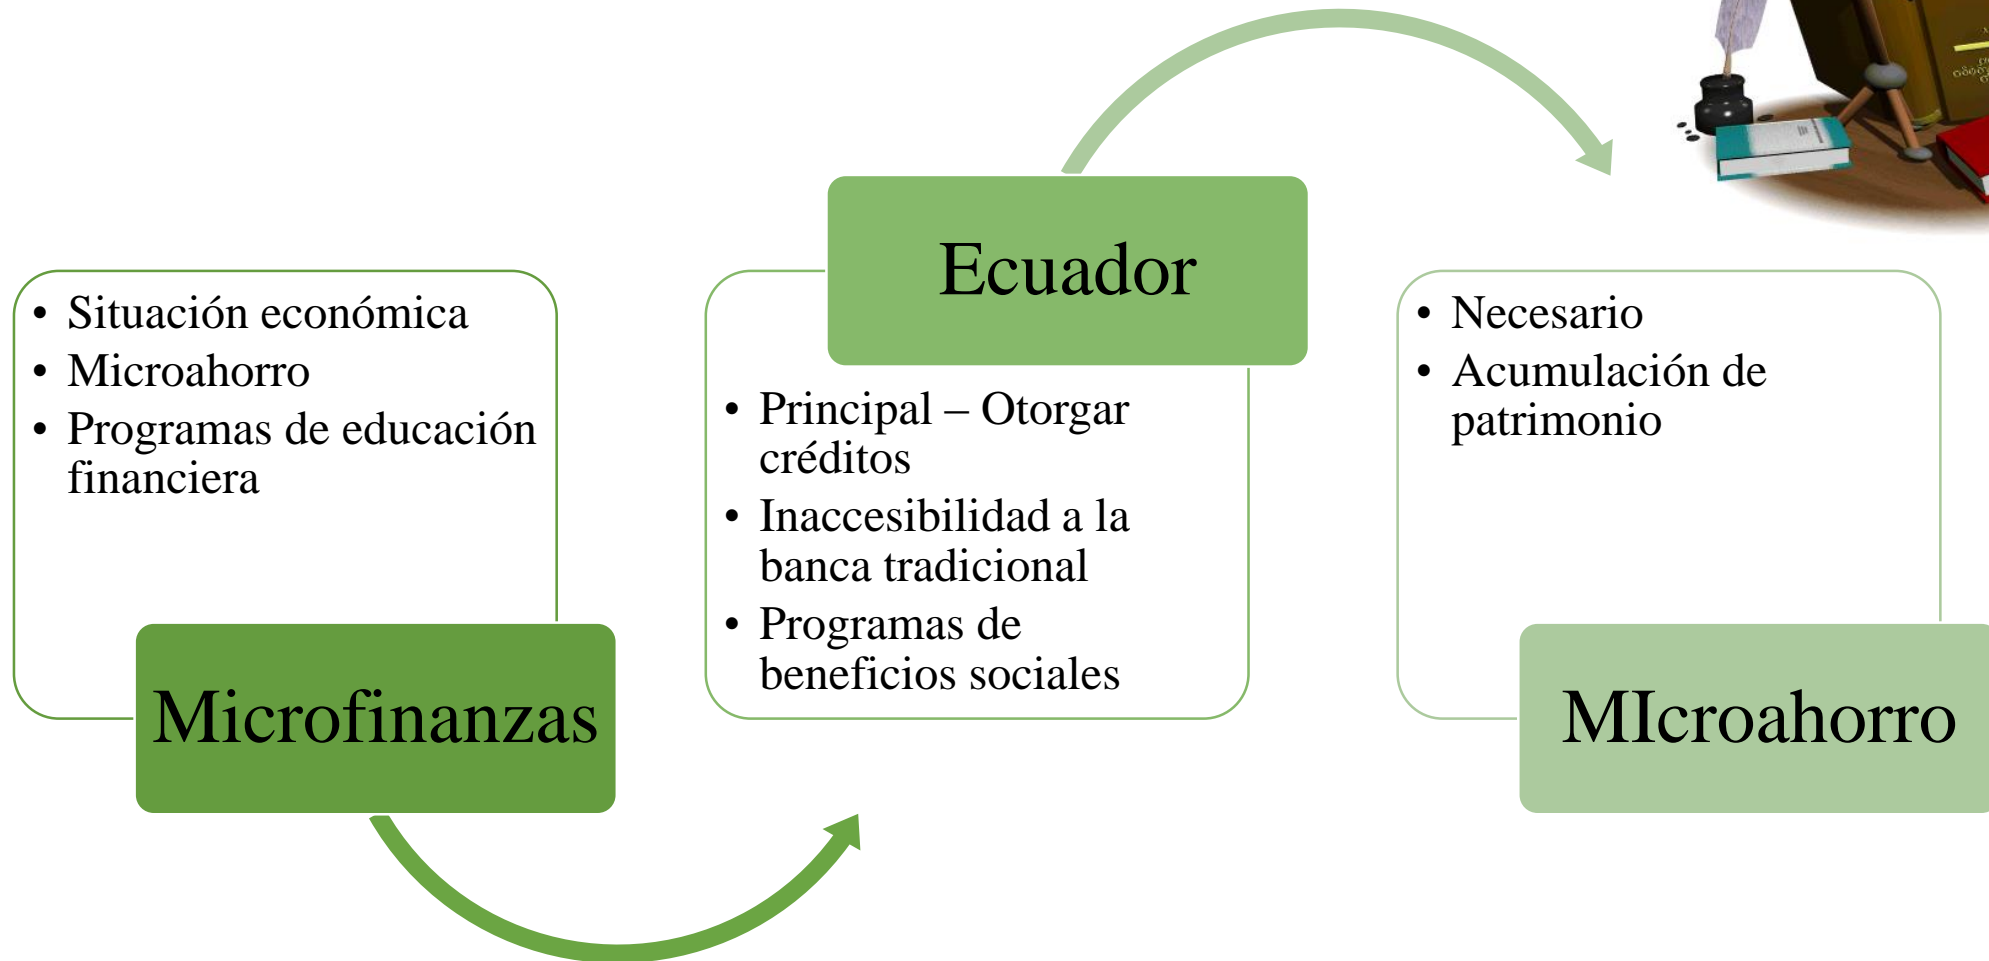 • Situación económica
• Microahorro
• Programas de educación
financiera
Microfinanzas
Ecuador
• Principal – Otorgar
créditos
• Inaccesibilidad a la
banca tradicional
• Programas de
beneficios sociales
• Necesario
• Acumulación de
patrimonio
MIcroahorro